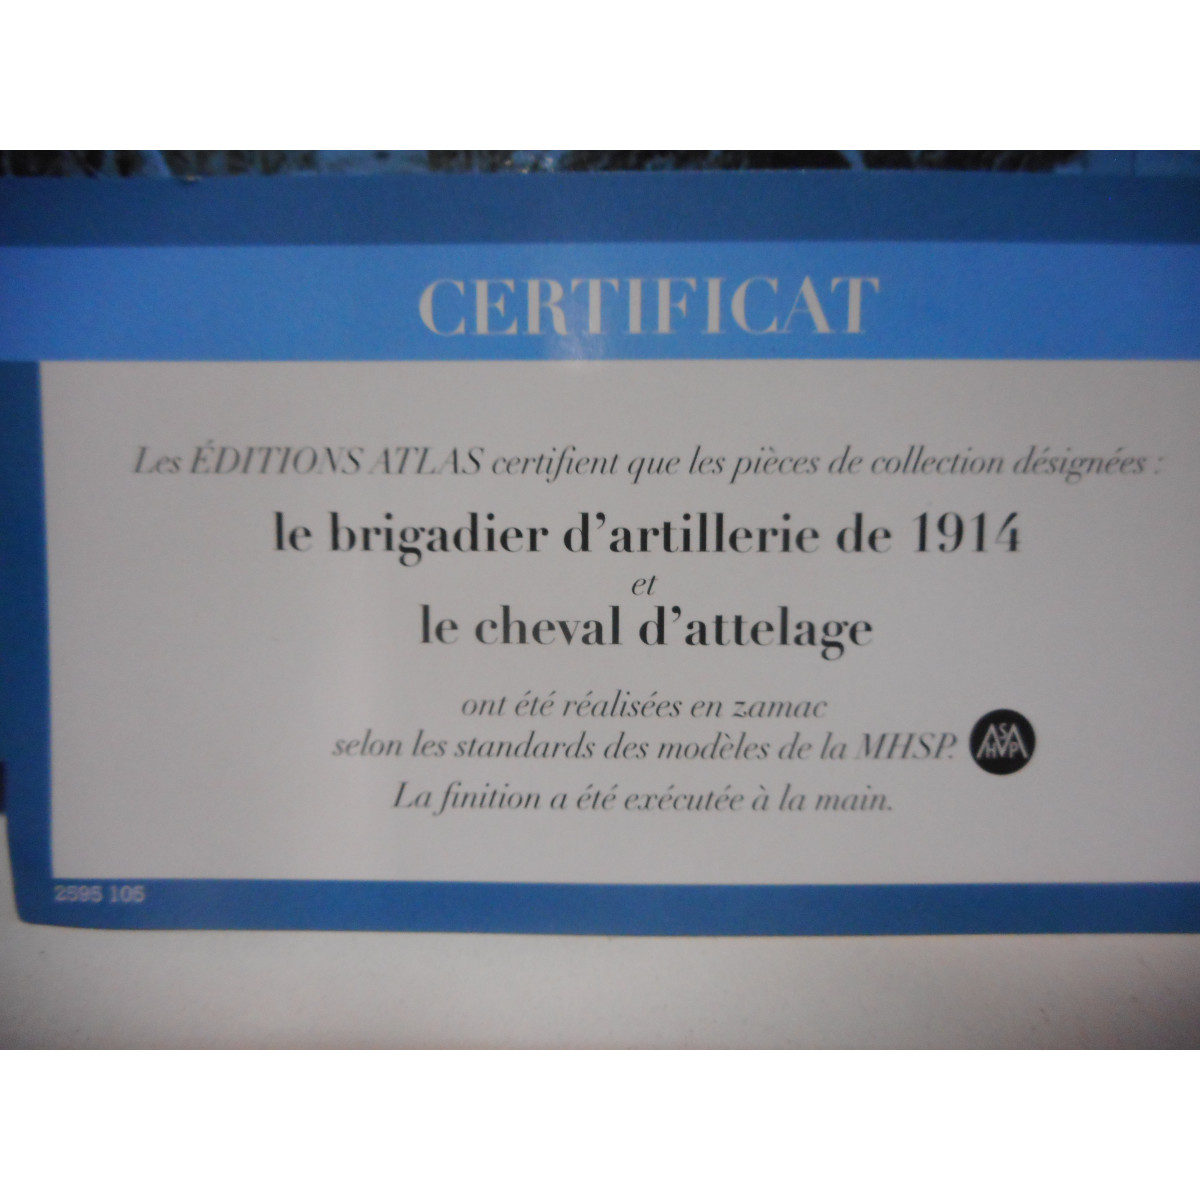 CERTIFICAT
Les ÉDITIONS ATLAS certifient que les pièces de collection désignées :
le brigadier d'artillerie de 1914
et
le cheval d'attelage
ont été réalisées en zamac
selon les standards des modèles de la MHSP.
La finition a été exécutée à la main.
2595 105